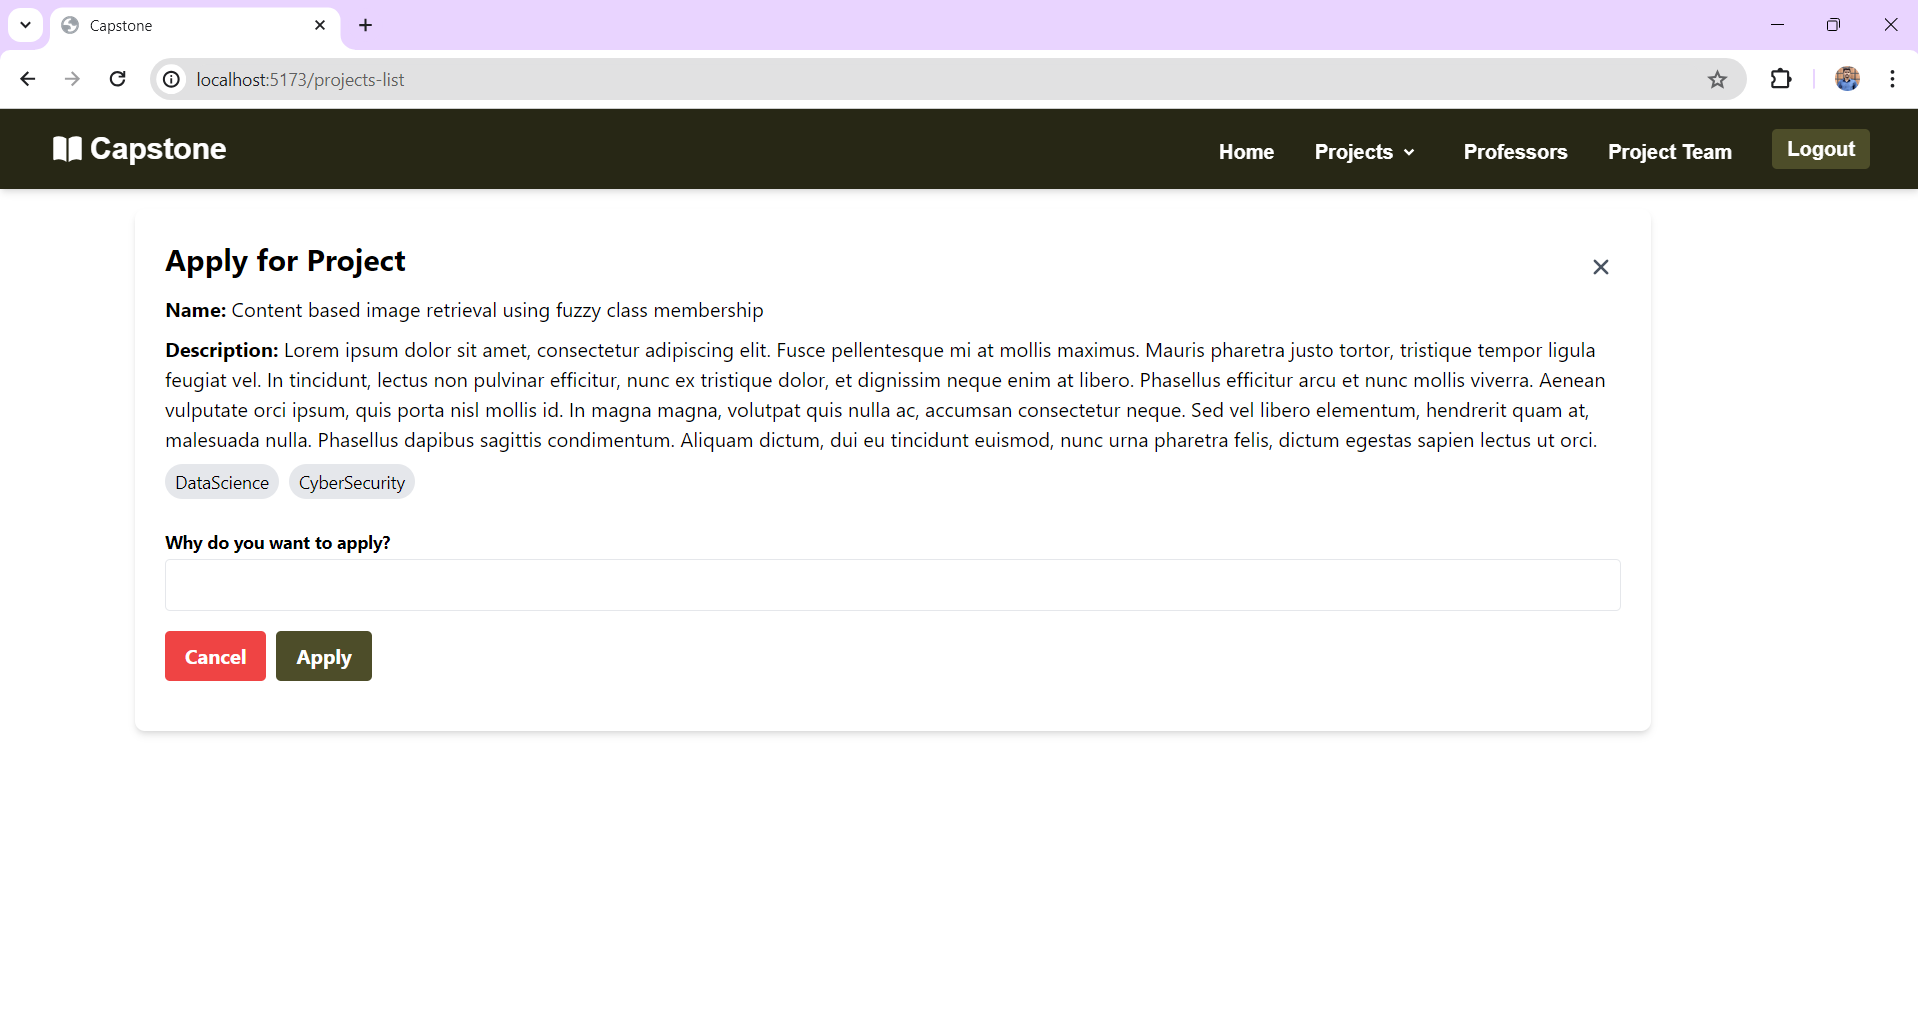 Capstone
localhost:5173/projects-list
Capstone
Home
Projects
Professors
Project Team
Logout
Apply for Project
Name: Content based image retrieval using fuzzy class membership
Description: Lorem ipsum dolor sit amet, consectetur adipiscing elit. Fusce pellentesque mi at mollis maximus. Mauris pharetra justo tortor, tristique tempor ligula
feugiat vel. In tincidunt, lectus non pulvinar efficitur, nunc ex tristique dolor, et dignissim neque enim at libero. Phasellus efficitur arcu et nunc mollis viverra. Aenean
vulputate orci ipsum, quis porta nisl mollis id. In magna magna, volutpat quis nulla ac, accumsan consectetur neque. Sed vel libero elementum, hendrerit quam at,
malesuada nulla. Phasellus dapibus sagittis condimentum. Aliquam dictum, dui eu tincidunt euismod, nunc urna pharetra felis, dictum egestas sapien lectus ut orci.
DataScience
CyberSecurity
Why do you want to apply?
Cancel
Apply